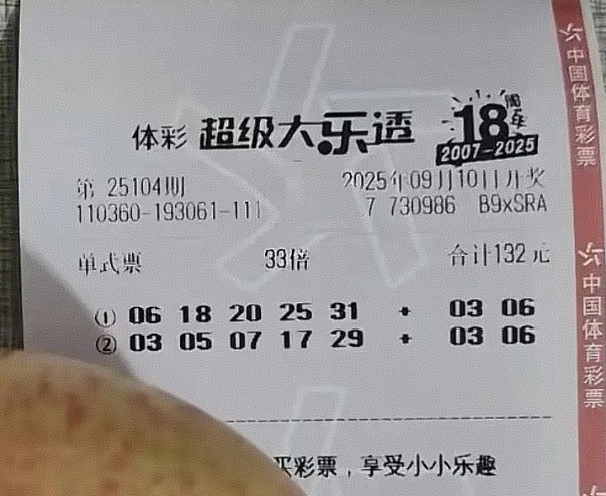 体彩 超级大乐透 18周年
2007-2025
第 25104期 2025年09月10日开奖
110360-193061-111 7 730986 B9xSRA
单式票 33倍 合计132元
① 06 18 20 25 31 + 03 06
② 03 05 07 17 29 + 03 06
买彩票，享受小小乐趣
中国体育彩票
中国体育彩票